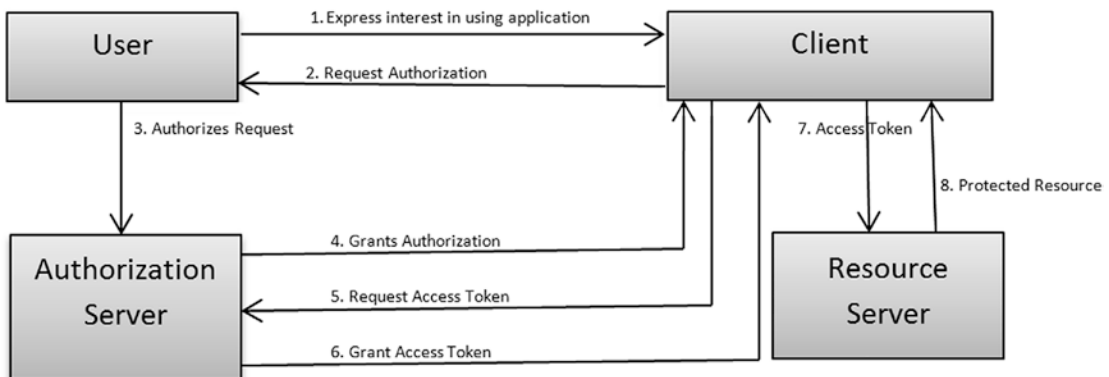 1. Express interest in using application
User
Client
2. Request Authorization
3. Authorizes Request
7. Access Token
8. Protected Resource
4. Grants Authorization
Authorization
Server
5. Request Access Token
Resource
Server
6. Grant Access Token